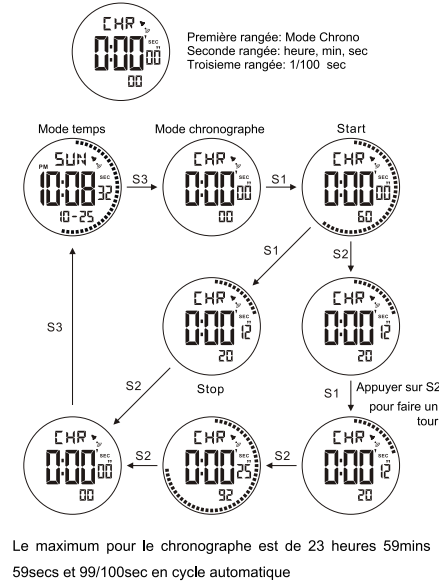 CHR
0:00 00
SEC
00
Première rangée: Mode Chrono
Seconde rangée: heure, min, sec
Troisieme rangée: 1/100 sec
Mode temps
Mode chronographe
Start
SUN
PM
10:08 32
SEC
10-25
S3
CHR
0:00 00
SEC
00
S1
CHR
0:00 00
SEC
60
S1
S2
S3
CHR
0:00 12
SEC
20
CHR
0:00 12
SEC
20
S2
Stop
S1
Appuyer sur S2
pour faire un
tour
CHR
0:00 00
SEC
00
S2
CHR
0:00 25
SEC
92
S2
CHR
0:00 12
SEC
20
Le maximum pour le chronographe est de 23 heures 59mins
59secs et 99/100sec en cycle automatique